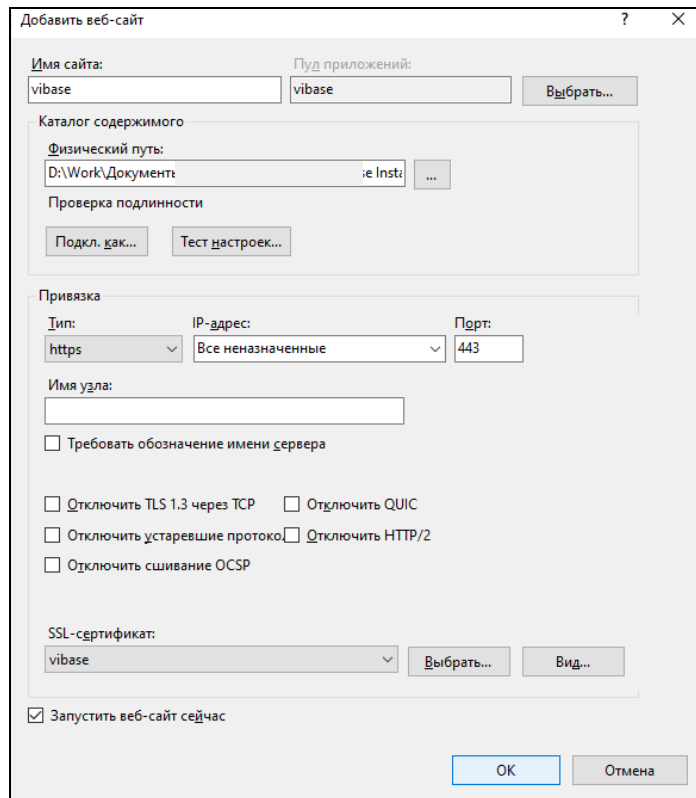 Добавить веб-сайт ? X
Имя сайта: Пул приложений:
vibase vibase Выбрать...
Каталог содержимого
Физический путь:
D:\Work\Документь se Insta ...
Проверка подлинности
Подкл. как... Тест настроек...
Привязка
Тип: IP-адрес: Порт:
https Все неназначенные 443
Имя узла:
Требовать обозначение имени сервера
Отключить TLS 1.3 через TCP Отключить QUIC
Отключить устаревшие протокол Отключить HTTP/2
Отключить сшивание OCSP
SSL-сертификат:
vibase Выбрать... Вид...
Запустить веб-сайт сейчас
ОК Отмена